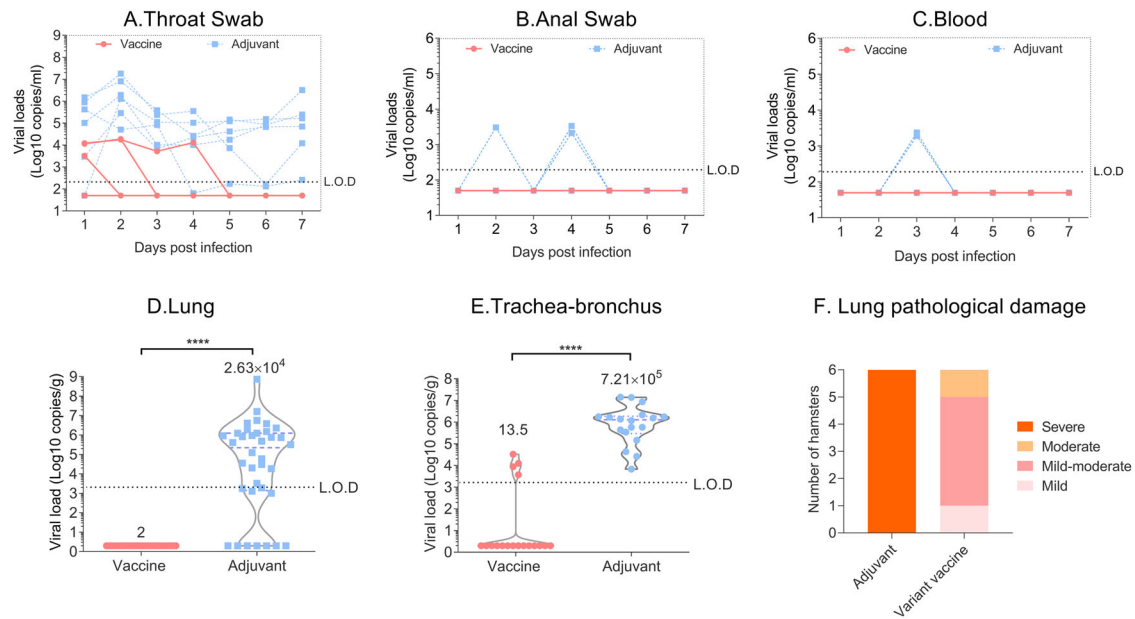 A.Throat Swab
Vrial loads
(Log10 copies/ml)
9
8
7
6
5
4
3
2
1
Vaccine
Adjuvant
L.O.D
1 2 3 4 5 6 7
Days post infection
B.Anal Swab
Vrial loads
(Log10 copies/ml)
6
5
4
3
2
1
Vaccine
Adjuvant
L.O.D
1 2 3 4 5 6 7
Days post infection
C.Blood
Vrial loads
(Log10 copies/ml)
6
5
4
3
2
1
Vaccine
Adjuvant
L.O.D
1 2 3 4 5 6 7
Days post infection
D.Lung
Viral load (Log10 copies/g)
9
8
7
6
5
4
3
2
1
0
****
2.63×10⁴
2
L.O.D
Vaccine Adjuvant
E.Trachea-bronchus
Viral load (Log10 copies/g)
8
7
6
5
4
3
2
1
0
****
7.21×10⁵
13.5
L.O.D
Vaccine Adjuvant
F. Lung pathological damage
Number of hamsters
6
5
4
3
2
1
0
Adjuvant
Variant vaccine
Severe
Moderate
Mild-moderate
Mild